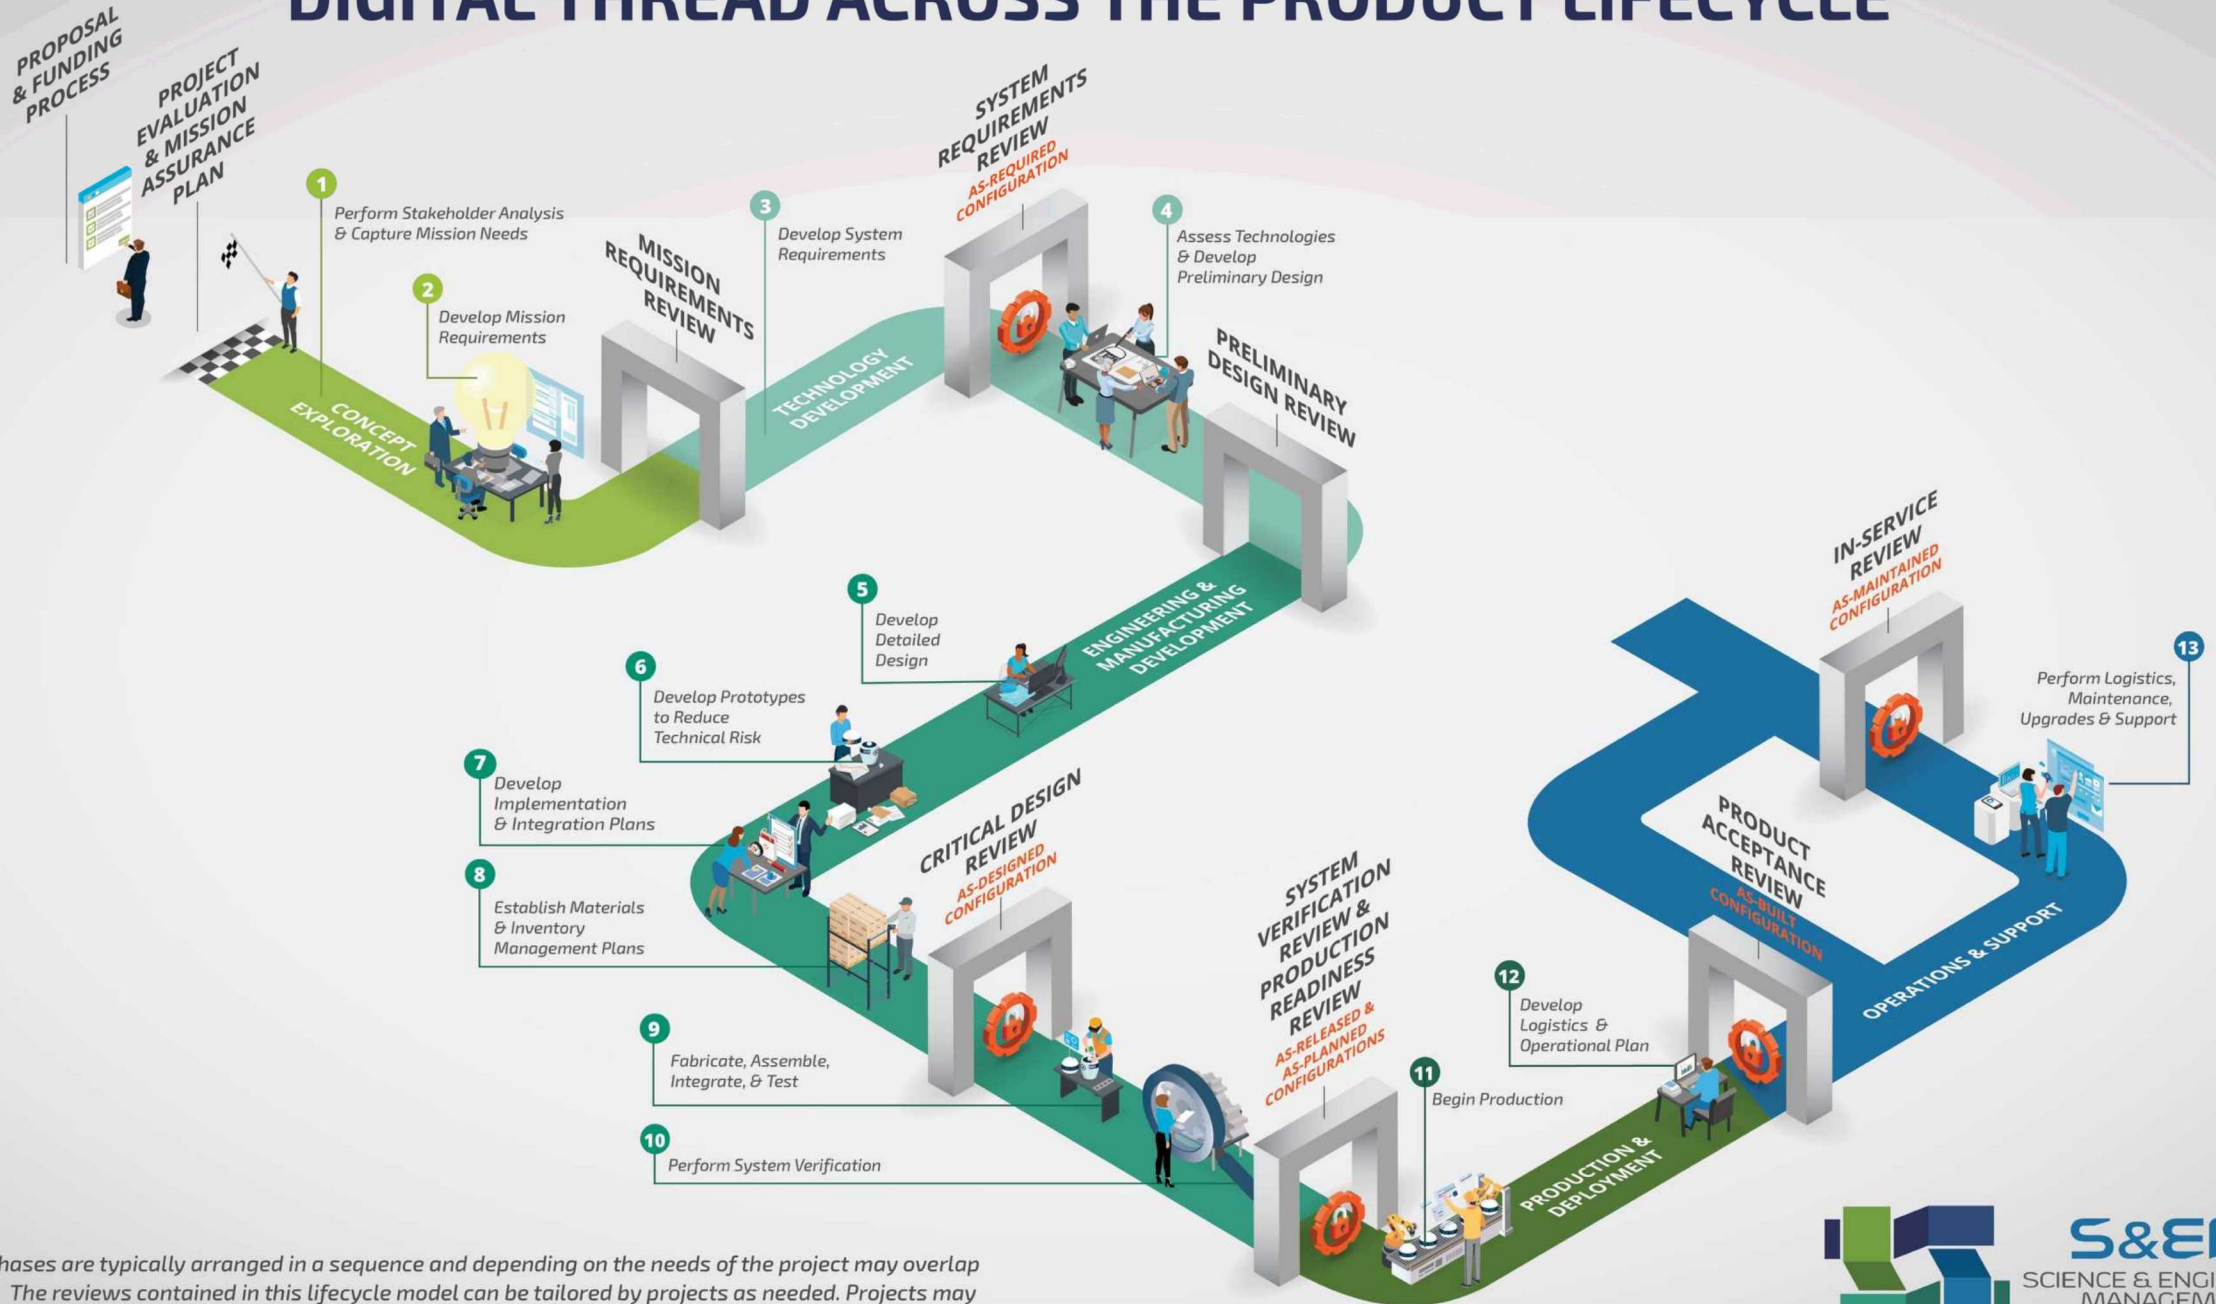 DIGITAL THREAD ACROSS THE PRODUCT LIFECYCLE
PROPOSAL
& FUNDING
PROCESS
PROJECT
EVALUATION
& MISSION
ASSURANCE
PLAN
1
Perform Stakeholder Analysis
& Capture Mission Needs
2
Develop Mission
Requirements
CONCEPT
EXPLORATION
MISSION
REQUIREMENTS
REVIEW
3
Develop System
Requirements
TECHNOLOGY
DEVELOPMENT
SYSTEM
REQUIREMENTS
REVIEW
AS-REQUIRED
CONFIGURATION
4
Assess Technologies
& Develop
Preliminary Design
PRELIMINARY
DESIGN REVIEW
ENGINEERING &
MANUFACTURING
DEVELOPMENT
5
Develop
Detailed
Design
6
Develop Prototypes
to Reduce
Technical Risk
7
Develop
Implementation
& Integration Plans
8
Establish Materials
& Inventory
Management Plans
CRITICAL DESIGN
REVIEW
AS-DESIGNED
CONFIGURATION
9
Fabricate, Assemble,
Integrate, & Test
10
Perform System Verification
SYSTEM
VERIFICATION
REVIEW &
PRODUCTION
READINESS
REVIEW
AS-RELEASED &
AS-PLANNED
CONFIGURATIONS
11
Begin Production
PRODUCTION &
DEPLOYMENT
12
Develop
Logistics &
Operational Plan
PRODUCT
ACCEPTANCE
REVIEW
AS-BUILT
CONFIGURATION
OPERATIONS & SUPPORT
13
Perform Logistics,
Maintenance,
Upgrades & Support
IN-SERVICE
REVIEW
AS-MAINTAINED
CONFIGURATION
hases are typically arranged in a sequence and depending on the needs of the project may overlap
The reviews contained in this lifecycle model can be tailored by projects as needed. Projects may
S&E
SCIENCE & ENGI
MANAGEM